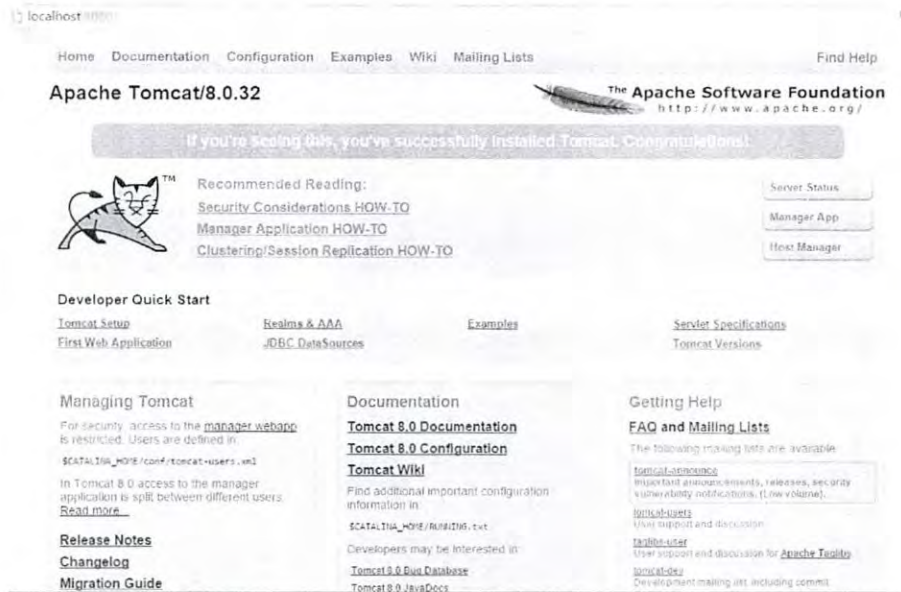 localhost
Home Documentation Configuration Examples Wiki Mailing Lists Find Help
Apache Tomcat/8.0.32
The Apache Software Foundation
http://www.apache.org/
If you're seeing this, you've successfully installed Tomcat. Congratulations!
TM
Recommended Reading:
Security Considerations HOW-TO
Manager Application HOW-TO
Clustering/Session Replication HOW-TO
Server Status
Manager App
Host Manager
Developer Quick Start
Tomcat Setup
First Web Application
Realms & AAA
JDBC DataSources
Examples
Servlet Specifications
Tomcat Versions
Managing Tomcat
For security, access to the manager webapp
is restricted. Users are defined in:
$CATALINA_HOME/conf/tomcat-users.xml
In Tomcat 8.0 access to the manager
application is split between different users.
Read more...
Release Notes
Changelog
Migration Guide
Documentation
Tomcat 8.0 Documentation
Tomcat 8.0 Configuration
Tomcat Wiki
Find additional important configuration
information in:
$CATALINA_HOME/RUNNING.txt
Developers may be interested in:
Tomcat 8.0 Bug Database
Tomcat 8.0 JavaDocs
Getting Help
FAQ and Mailing Lists
The following mailing lists are available:
tomcat-announce
Important announcements, releases, security
vulnerability notifications. (Low volume).
tomcat-users
User support and discussion
taglibs-user
User support and discussion for Apache Taglibs
tomcat-dev
Development mailing list, including commit